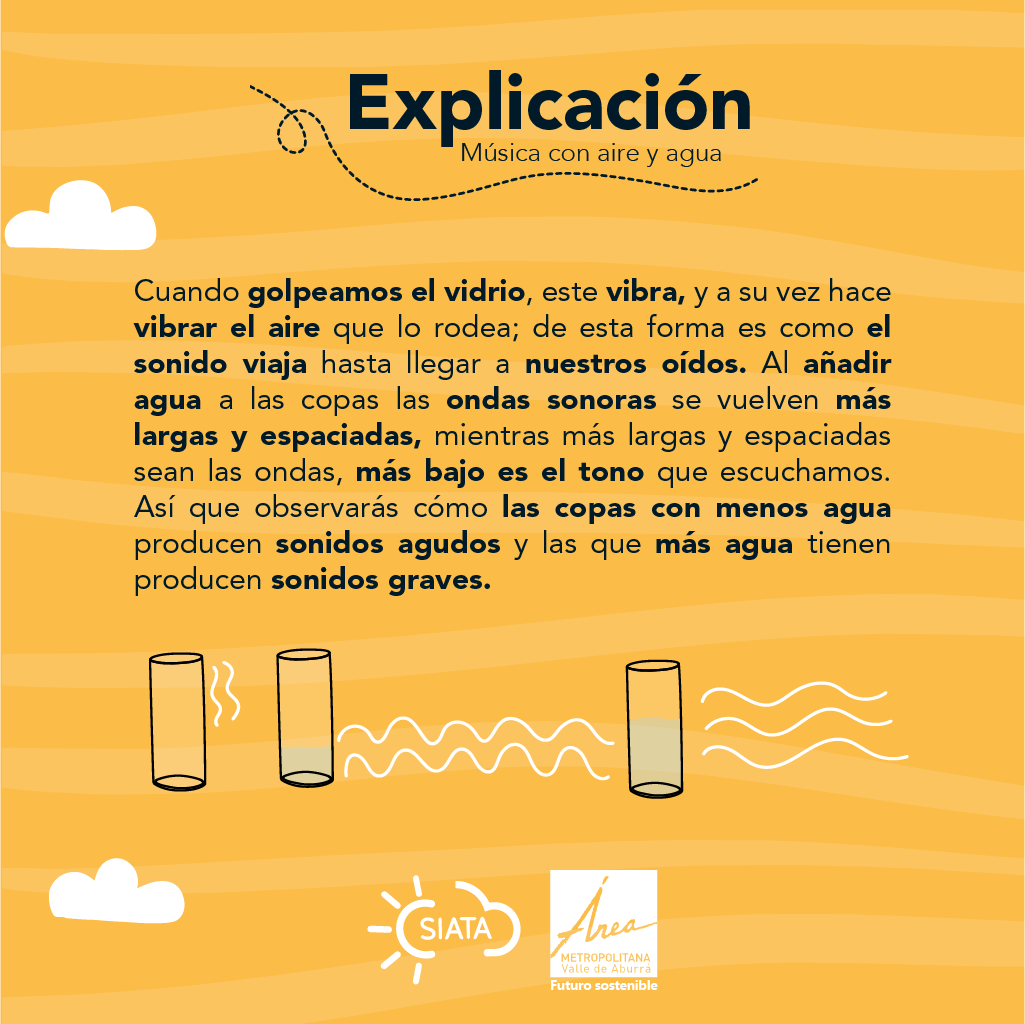 Explicación
Música con aire y agua
Cuando golpeamos el vidrio, este vibra, y a su vez hace
vibrar el aire que lo rodea; de esta forma es como el
sonido viaja hasta llegar a nuestros oídos. Al añadir
agua a las copas las ondas sonoras se vuelven más
largas y espaciadas, mientras más largas y espaciadas
sean las ondas, más bajo es el tono que escuchamos.
Así que observarás cómo las copas con menos agua
producen sonidos agudos y las que más agua tienen
producen sonidos graves.
SIATA
Área
METROPOLITANA
Valle de Aburrá
Futuro sostenible